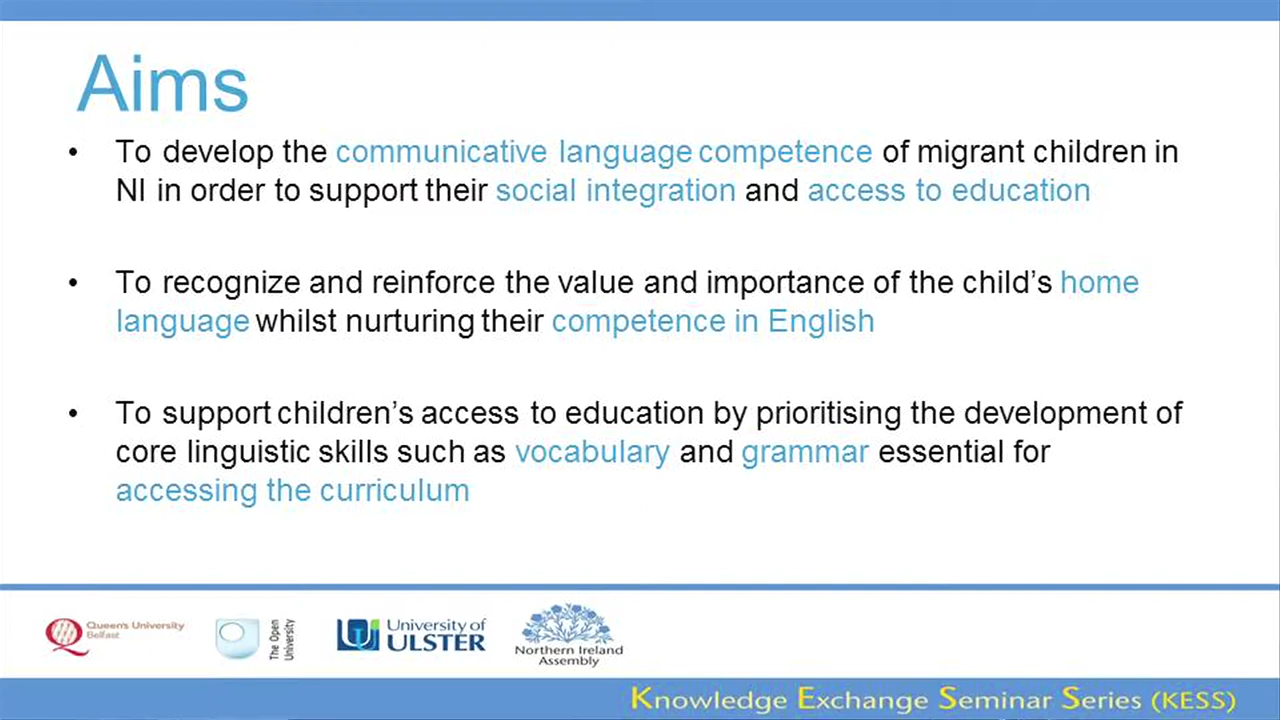 Aims
• To develop the communicative language competence of migrant children in
NI in order to support their social integration and access to education
• To recognize and reinforce the value and importance of the child’s home
language whilst nurturing their competence in English
• To support children’s access to education by prioritising the development of
core linguistic skills such as vocabulary and grammar essential for
accessing the curriculum
Queen's University
Belfast
The Open
University
University of
ULSTER
Northern Ireland
Assembly
Knowledge Exchange Seminar Series (KESS)